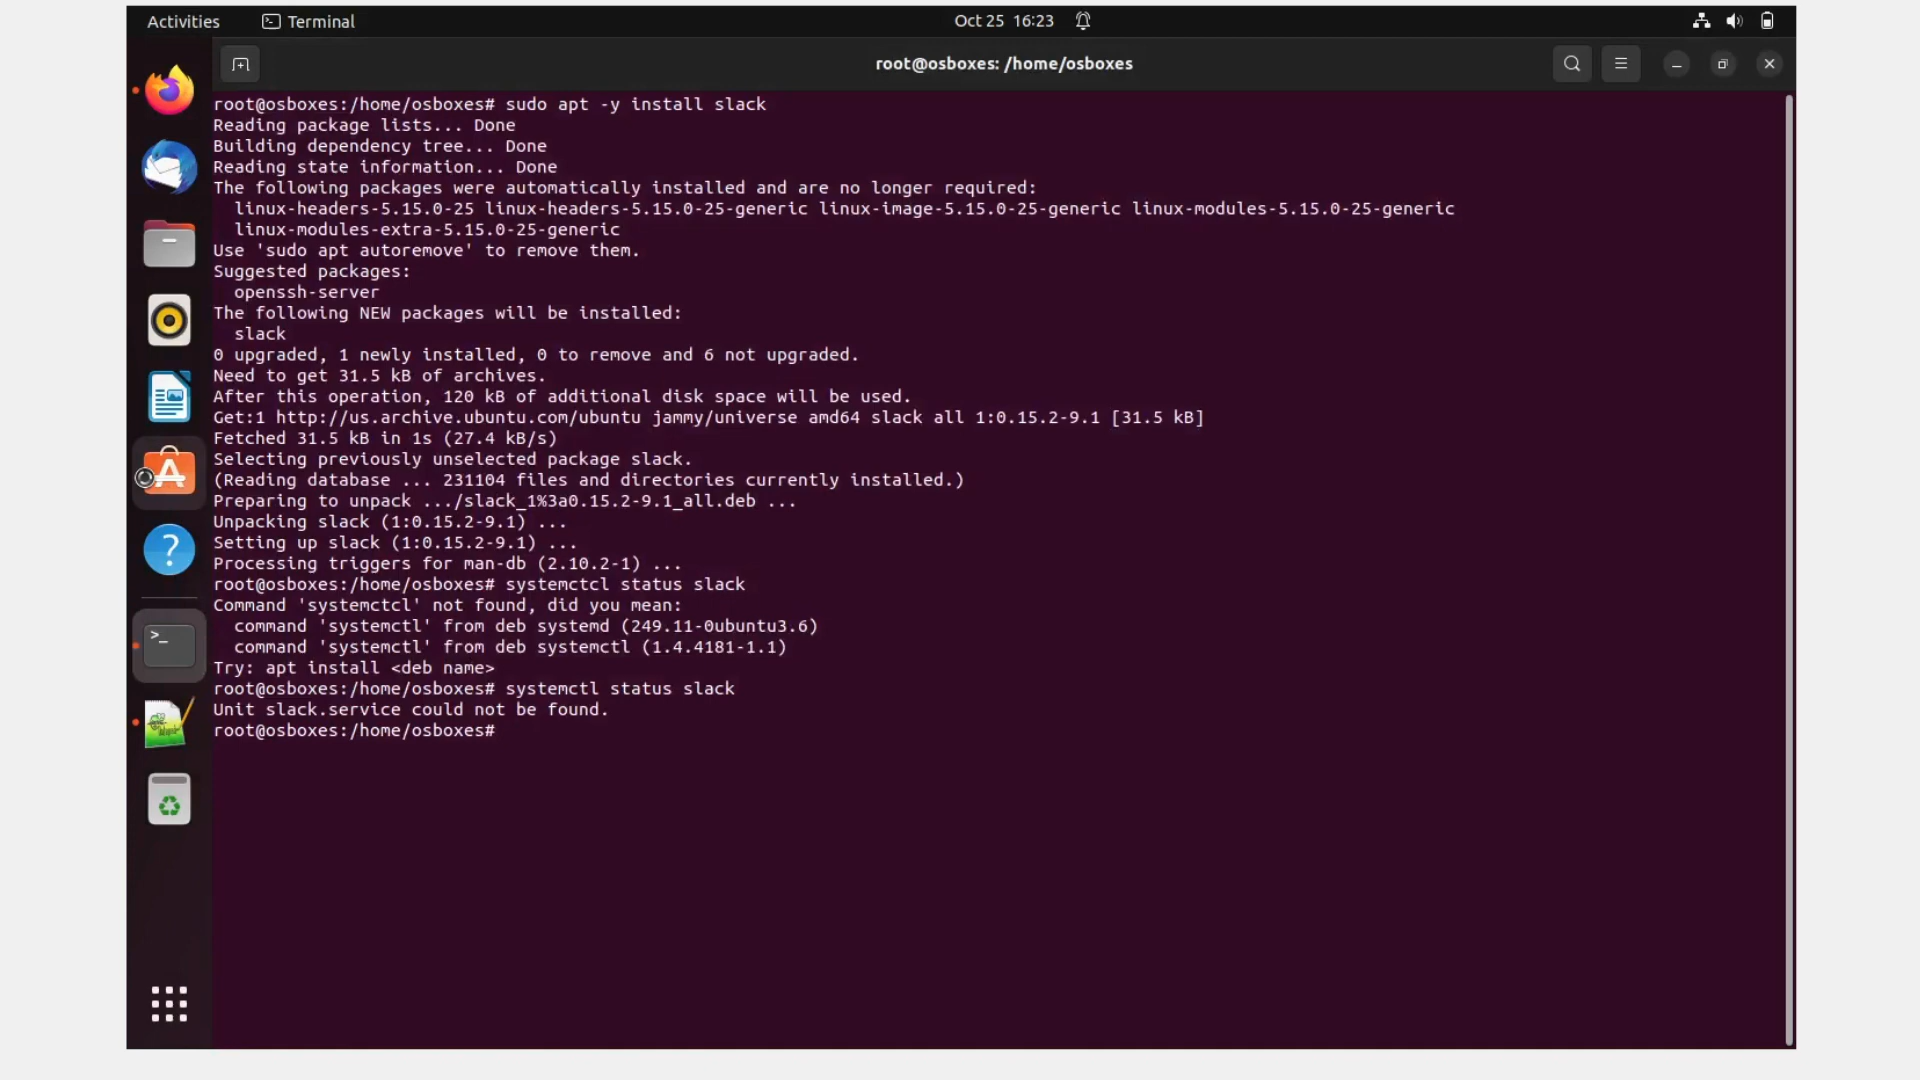 Activities
Terminal
Oct 25 16:23
root@osboxes: /home/osboxes
root@osboxes:/home/osboxes# sudo apt -y install slack
Reading package lists... Done
Building dependency tree... Done
Reading state information... Done
The following packages were automatically installed and are no longer required:
  linux-headers-5.15.0-25 linux-headers-5.15.0-25-generic linux-image-5.15.0-25-generic linux-modules-5.15.0-25-generic
  linux-modules-extra-5.15.0-25-generic
Use 'sudo apt autoremove' to remove them.
Suggested packages:
  openssh-server
The following NEW packages will be installed:
  slack
0 upgraded, 1 newly installed, 0 to remove and 6 not upgraded.
Need to get 31.5 kB of archives.
After this operation, 120 kB of additional disk space will be used.
Get:1 http://us.archive.ubuntu.com/ubuntu jammy/universe amd64 slack all 1:0.15.2-9.1 [31.5 kB]
Fetched 31.5 kB in 1s (27.4 kB/s)
Selecting previously unselected package slack.
(Reading database ... 231104 files and directories currently installed.)
Preparing to unpack .../slack_1%3a0.15.2-9.1_all.deb ...
Unpacking slack (1:0.15.2-9.1) ...
Setting up slack (1:0.15.2-9.1) ...
Processing triggers for man-db (2.10.2-1) ...
root@osboxes:/home/osboxes# systemctcl status slack
Command 'systemctcl' not found, did you mean:
  command 'systemctl' from deb systemd (249.11-0ubuntu3.6)
  command 'systemctl' from deb systemctl (1.4.4181-1.1)
Try: apt install <deb name>
root@osboxes:/home/osboxes# systemctl status slack
Unit slack.service could not be found.
root@osboxes:/home/osboxes#